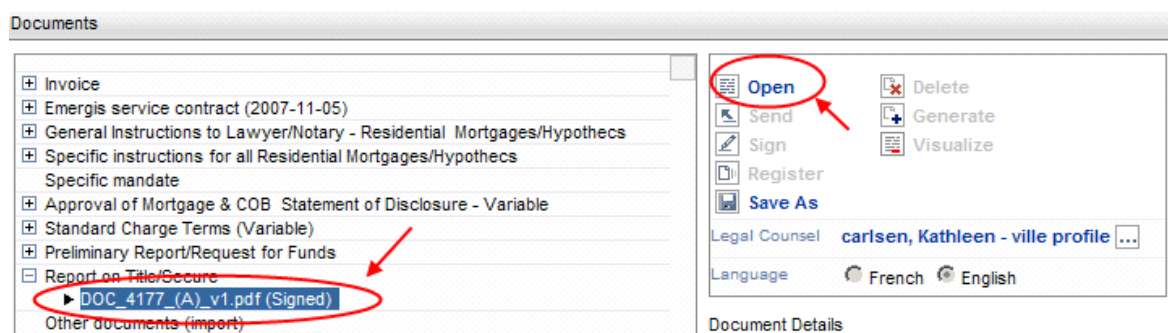 Documents
Invoice
Emergis service contract (2007-11-05)
General Instructions to Lawyer/Notary - Residential Mortgages/Hypothecs
Specific instructions for all Residential Mortgages/Hypothecs
Specific mandate
Approval of Mortgage & COB Statement of Disclosure - Variable
Standard Charge Terms (Variable)
Preliminary Report/Request for Funds
Report on Title/Secure
DOC_4177_(A)_v1.pdf (Signed)
Other documents (import)
Open
Delete
Send
Generate
Sign
Visualize
Register
Save As
Legal Counsel carlsen, Kathleen - ville profile ...
Language French English
Document Details